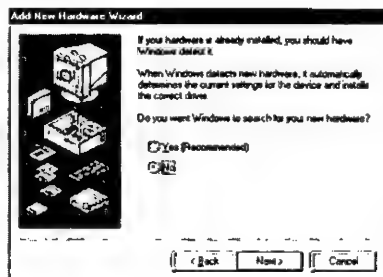 Add New Hardware Wizard
If your hardware is already installed, you should have
Windows detect it.
When Windows detects new hardware, it automatically
determines the current settings for the device and installs
the correct driver.
Do you want Windows to search for your new hardware?
Yes (Recommended)
No
< Back
Next >
Cancel